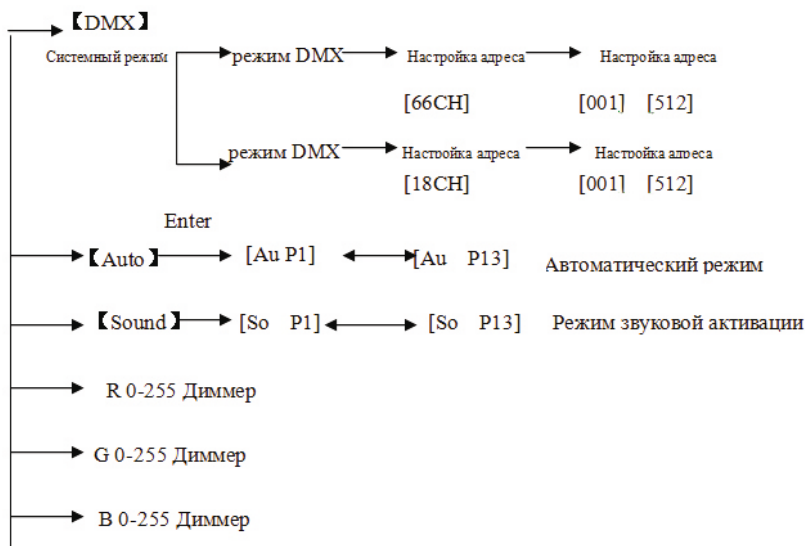 【DMX】
Системный режим
режим DMX Настройка адреса Настройка адреса
[66CH] [001] [512]
режим DMX Настройка адреса Настройка адреса
[18CH] [001] [512]
Enter
【Auto】 [Au P1] [Au P13] Автоматический режим
【Sound】 [So P1] [So P13] Режим звуковой активации
R 0-255 Диммер
G 0-255 Диммер
B 0-255 Диммер